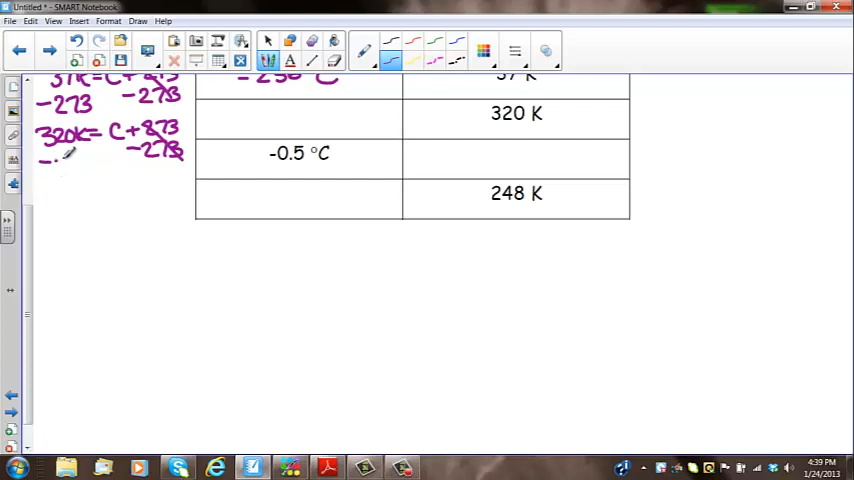 Untitled * - SMART Notebook
File Edit View Insert Format Draw Help
37K=C+273
-273 -273
= 236 °C
37 K
320K=C+273
-273
-
320 K
-0.5 °C
248 K
4:39 PM
1/24/2013